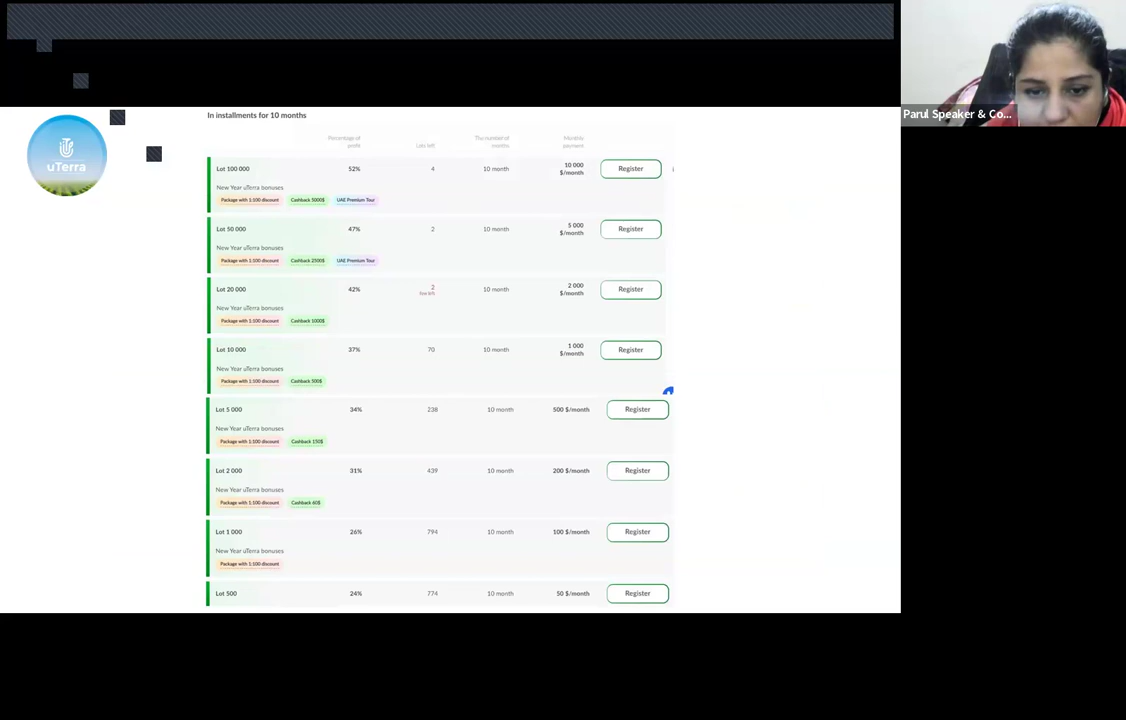 Parul Speaker & Co...
uTerra
In installments for 10 months
Percentage of profit Lots left The number of months Monthly payment
Lot 100 000 52% 4 10 month 10 000 $/month Register
New Year uTerra bonuses
Package with 1:100 discount Cashback 5000$ UAE Premium Tour
Lot 50 000 47% 2 10 month 5 000 $/month Register
New Year uTerra bonuses
Package with 1:100 discount Cashback 2500$ UAE Premium Tour
Lot 20 000 42% 2 few left 10 month 2 000 $/month Register
New Year uTerra bonuses
Package with 1:100 discount Cashback 1000$
Lot 10 000 37% 70 10 month 1 000 $/month Register
New Year uTerra bonuses
Package with 1:100 discount Cashback 500$
Lot 5 000 34% 238 10 month 500 $/month Register
New Year uTerra bonuses
Package with 1:100 discount Cashback 150$
Lot 2 000 31% 439 10 month 200 $/month Register
New Year uTerra bonuses
Package with 1:100 discount Cashback 60$
Lot 1 000 26% 794 10 month 100 $/month Register
New Year uTerra bonuses
Package with 1:100 discount
Lot 500 24% 774 10 month 50 $/month Register